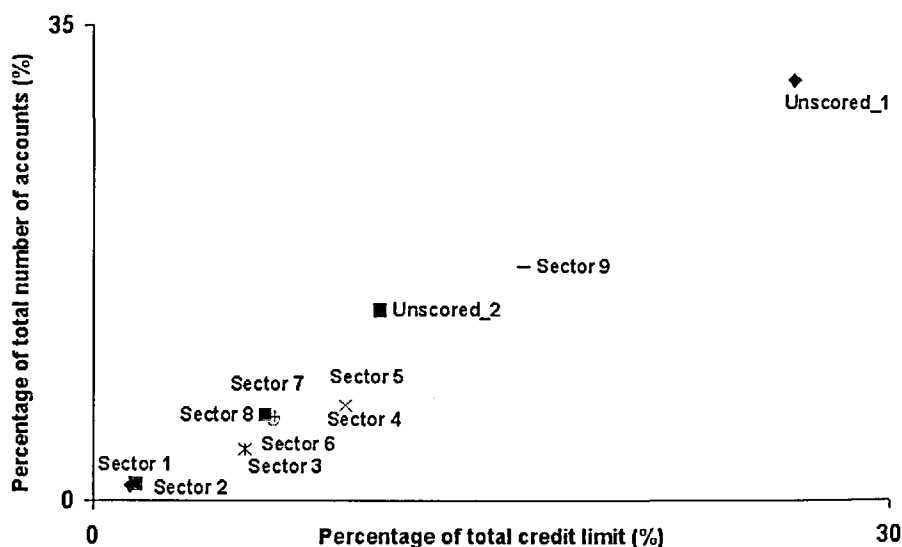 35
Percentage of total number of accounts (%)
Unscored_1
Sector 9
Unscored_2
Sector 7
Sector 5
Sector 8
Sector 4
Sector 6
Sector 3
Sector 1
Sector 2
0
0
Percentage of total credit limit (%)
30